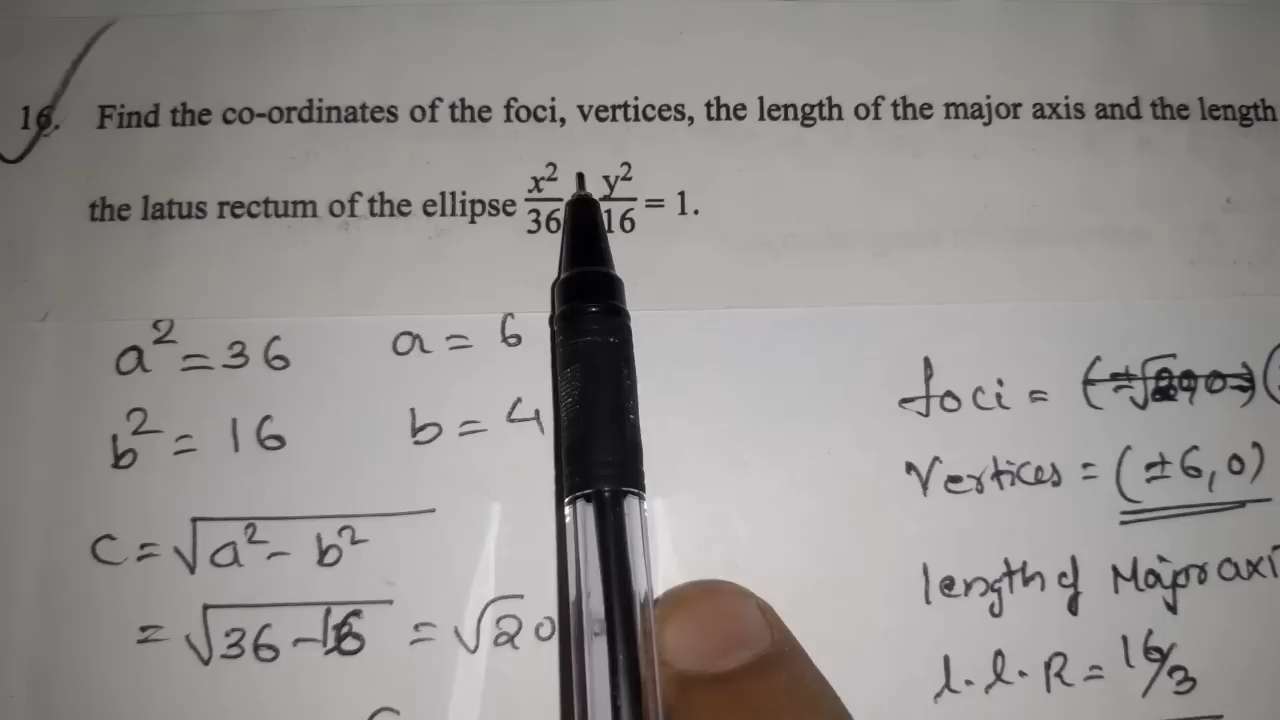 16. Find the co-ordinates of the foci, vertices, the length of the major axis and the length
the latus rectum of the ellipse x²/36 y²/16 = 1.
a² = 36 a = 6
b² = 16 b = 4
c = √a² - b²
= √36 - 16 = √20
foci = (
Vertices = (±6, 0)
length of Major axi
l. l. R = 16/3